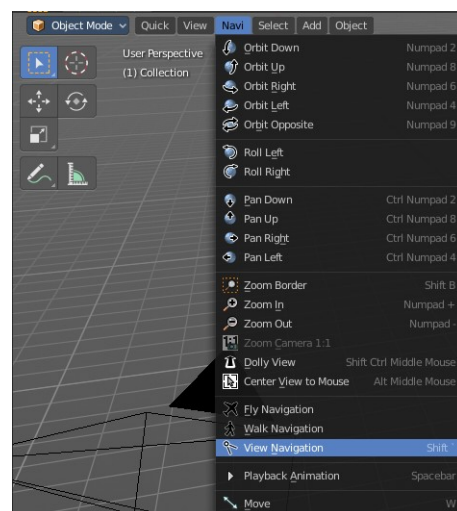 Object Mode Quick View Navi Select Add Object
User Perspective
(1) Collection
Orbit Down Numpad 2
Orbit Up Numpad 8
Orbit Right Numpad 6
Orbit Left Numpad 4
Orbit Opposite Numpad 9
Roll Left
Roll Right
Pan Down Ctrl Numpad 2
Pan Up Ctrl Numpad 8
Pan Right Ctrl Numpad 6
Pan Left Ctrl Numpad 4
Zoom Border Shift B
Zoom In Numpad +
Zoom Out Numpad -
Zoom Camera 1:1
Dolly View Shift Ctrl Middle Mouse
Center View to Mouse Alt Middle Mouse
Fly Navigation
Walk Navigation
View Navigation Shift `
Playback Animation Spacebar
Move W